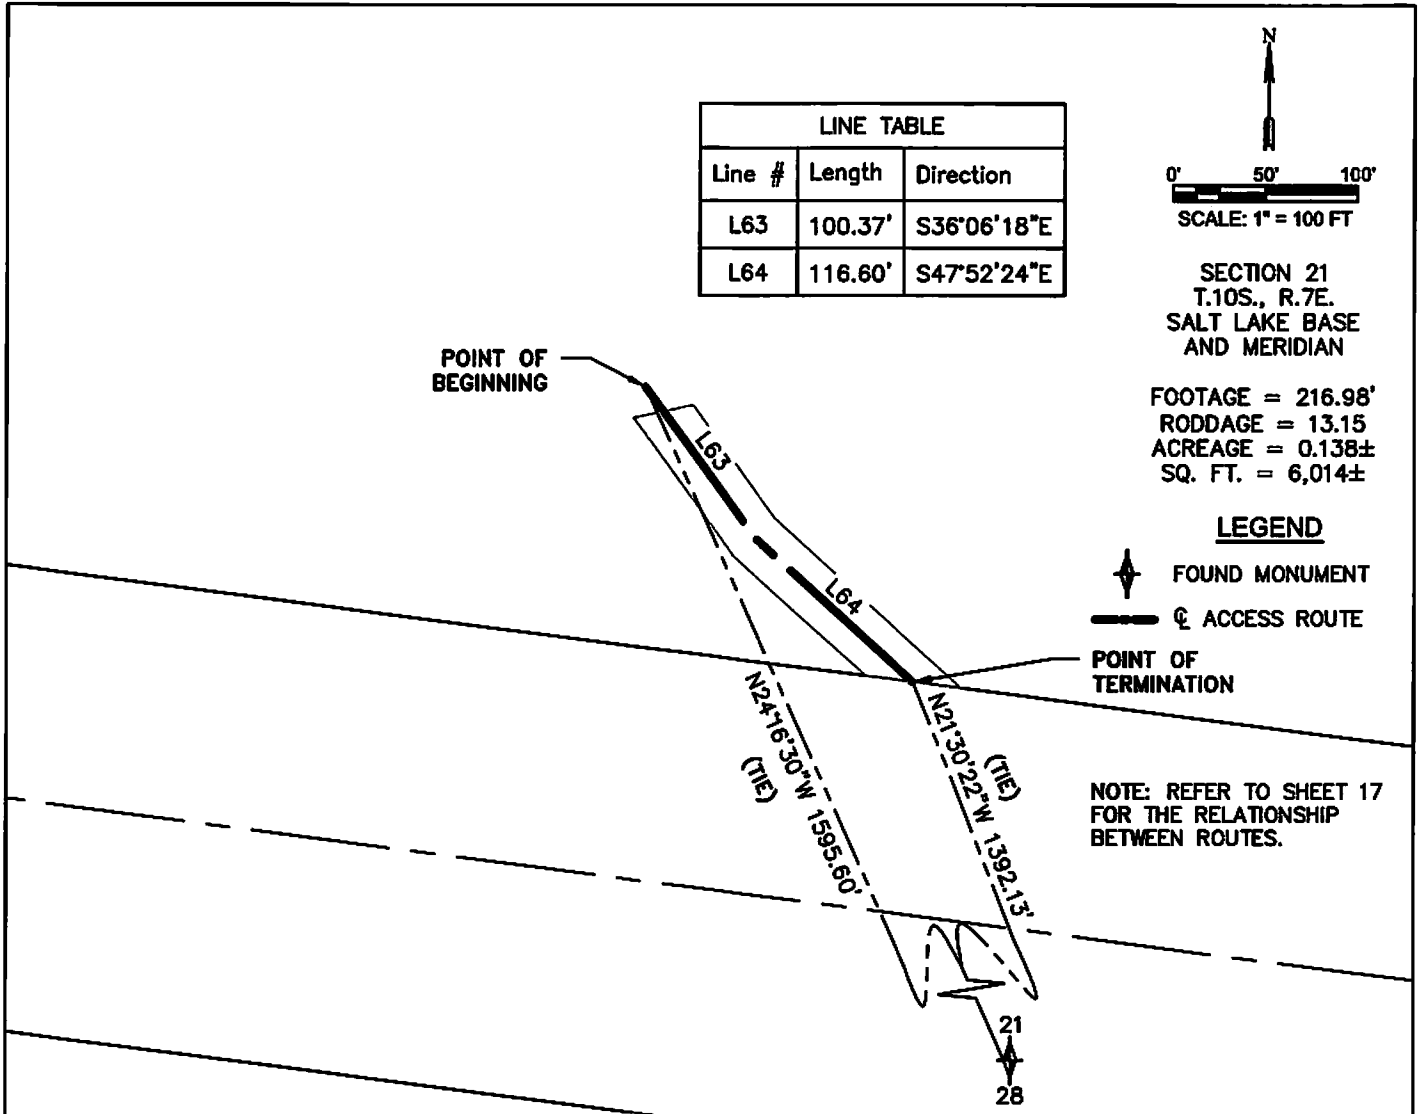 N
LINE TABLE
Line # Length Direction
L63 100.37' S36°06'18"E
L64 116.60' S47°52'24"E
0' 50' 100'
SCALE: 1" = 100 FT
SECTION 21
T.10S., R.7E.
SALT LAKE BASE
AND MERIDIAN
FOOTAGE = 216.98'
RODDAGE = 13.15
ACREAGE = 0.138±
SQ. FT. = 6,014±
LEGEND
FOUND MONUMENT
℄ ACCESS ROUTE
POINT OF
BEGINNING
L63
L64
POINT OF
TERMINATION
N24°16'30"W 1595.60'
(TIE)
N21°30'22"W 1392.13'
(TIE)
NOTE: REFER TO SHEET 17
FOR THE RELATIONSHIP
BETWEEN ROUTES.
21
28